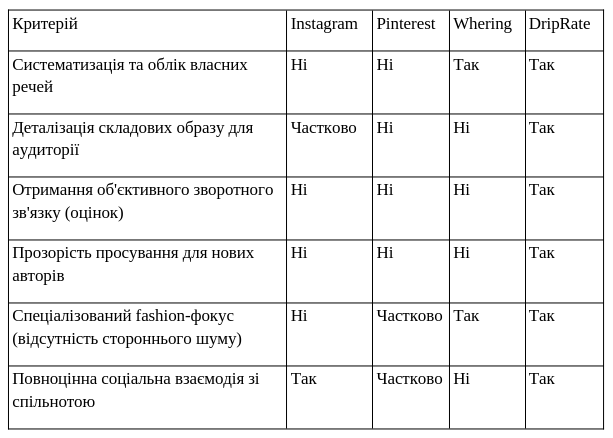 Критерій Instagram Pinterest Whering DripRate
Систематизація та облік власних Ні Ні Так Так
речей
Деталізація складових образу для Частково Ні Ні Так
аудиторії
Отримання об'єктивного зворотного Ні Ні Ні Так
зв'язку (оцінок)
Прозорість просування для нових Ні Ні Ні Так
авторів
Спеціалізований fashion-фокус Ні Частково Так Так
(відсутність стороннього шуму)
Повноцінна соціальна взаємодія зі Так Частково Ні Так
спільнотою